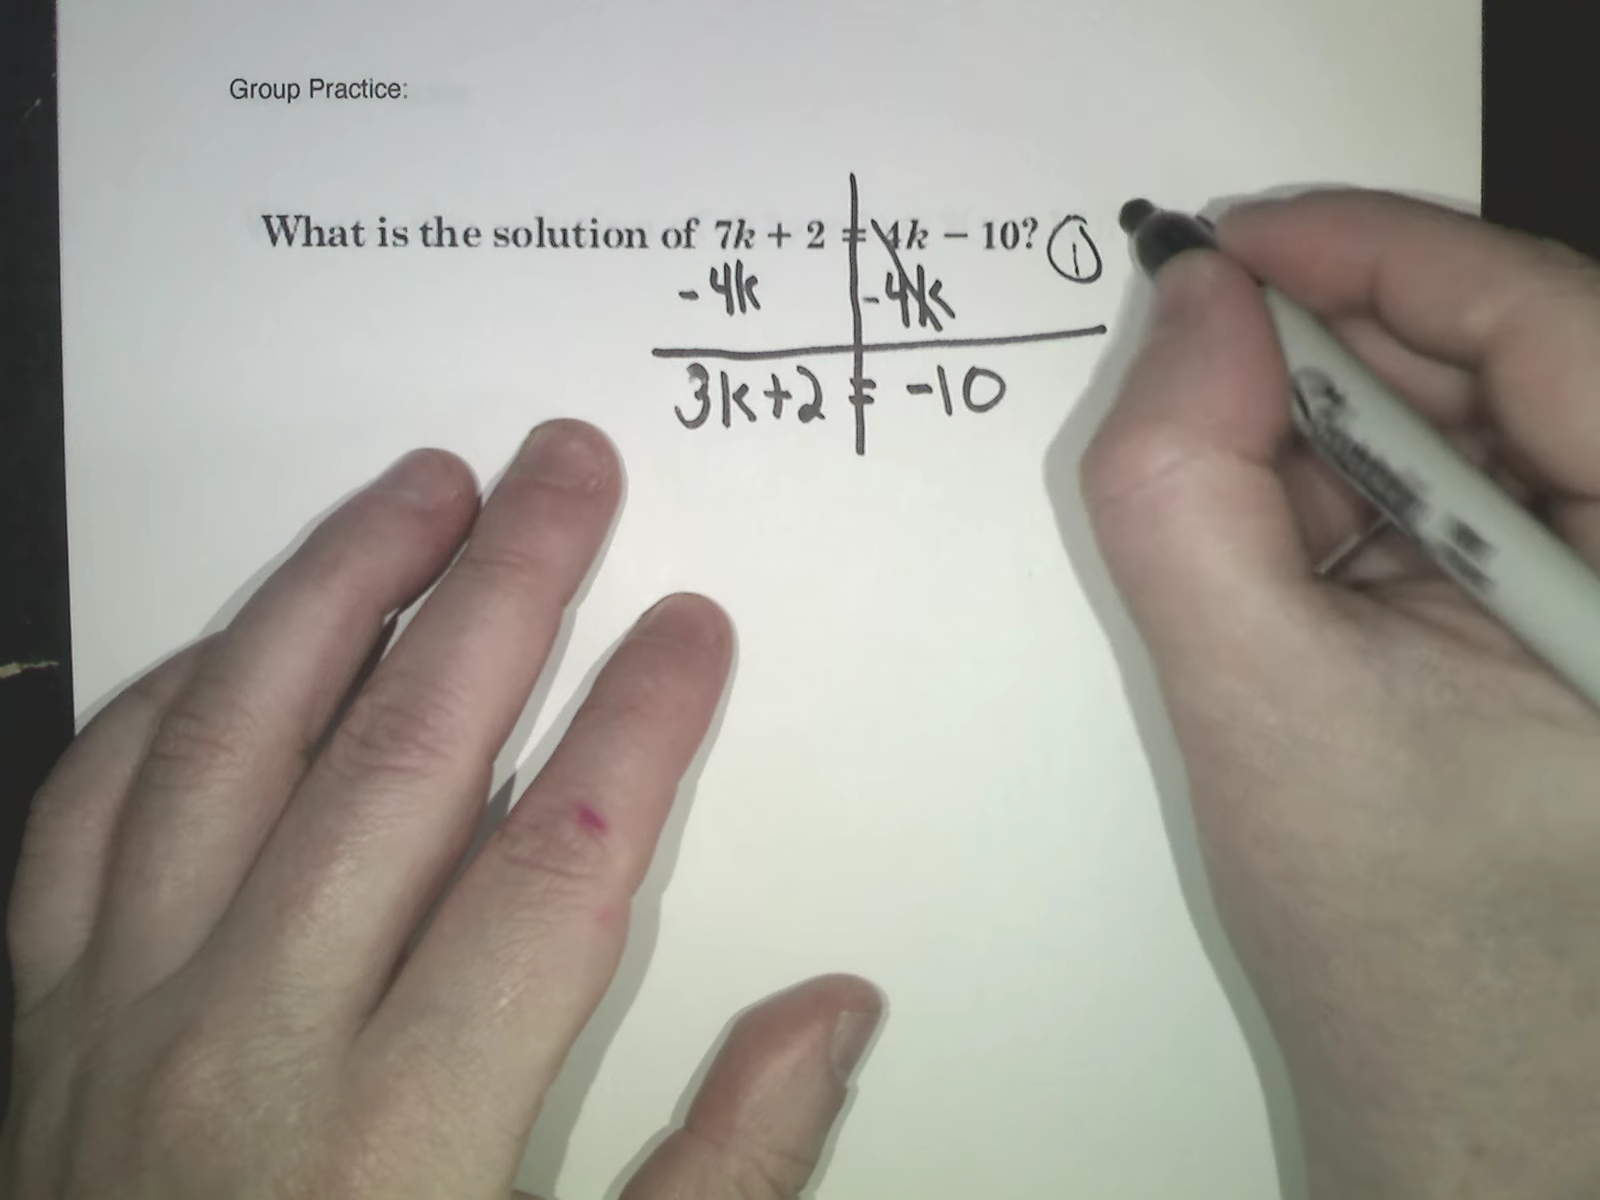 Group Practice:
What is the solution of 7k + 2 = 4k − 10? ①
-4k -4k
3k+2 = -10